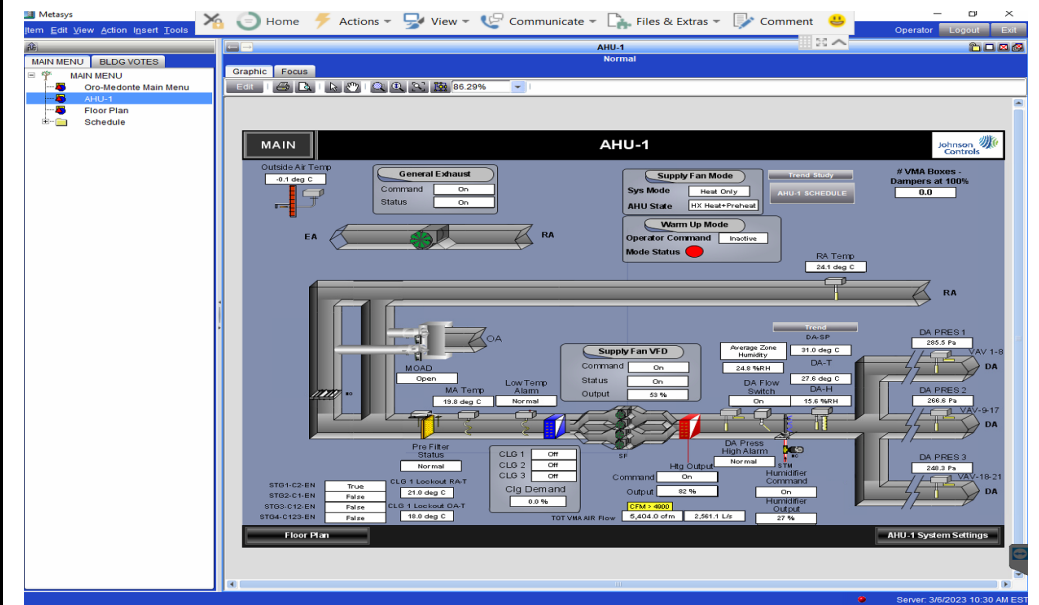 Metasys
Home Actions View Communicate Files & Extras Comment
Item Edit View Action Insert Tools
Operator Logout Exit
AHU-1
Normal
MAIN MENU BLDG VOTES
MAIN MENU
Oro-Medonte Main Menu
AHU-1
Floor Plan
Schedule
Graphic Focus
Edit 86.29%
MAIN
AHU-1
Johnson Controls
Outside Air Temp
-0.1 deg C
General Exhaust
Command On
Status On
Supply Fan Mode
Sys Mode Heat Only
AHU State HX Heat+Preheat
Trend Study
AHU-1 SCHEDULE
# VMA Boxes -
Dampers at 100%
0.0
Warm Up Mode
Operator Command Inactive
Mode Status
EA
RA
RA Temp
24.1 deg C
RA
OA
MOAD
Open
MA Temp
19.8 deg C
Low Temp
Alarm
Normal
Supply Fan VFD
Command On
Status On
Output 53 %
Trend
DA-SP
31.0 deg C
Average Zone
Humidity
24.8 %RH
DA-T
27.6 deg C
DA Flow
Switch
On
DA-H
15.6 %RH
DA PRES 1
285.5 Pa
VAV 1-8
DA
DA PRES 2
266.6 Pa
VAV-9-17
DA
DA PRES 3
248.3 Pa
VAV-18-21
DA
Pre Filter
Status
Normal
CLG 1 Off
CLG 2 Off
CLG 3 Off
Clg Demand
0.0 %
SF
DA Press
High Alarm
Normal
Htg Output
Command On
Output 82 %
STM
Humidifier
Command
On
Humidifier
Output
27 %
STG1-C2-EN True
STG2-C1-EN False
STG3-C12-EN False
STG4-C123-EN False
CLG 1 Lockout RA-T
21.0 deg C
CLG 1 Lockout OA-T
18.0 deg C
CFM > 4900
TOT VMA AIR Flow 5,404.0 cfm 2,561.1 L/s
Floor Plan
AHU-1 System Settings
Server: 3/6/2023 10:30 AM EST